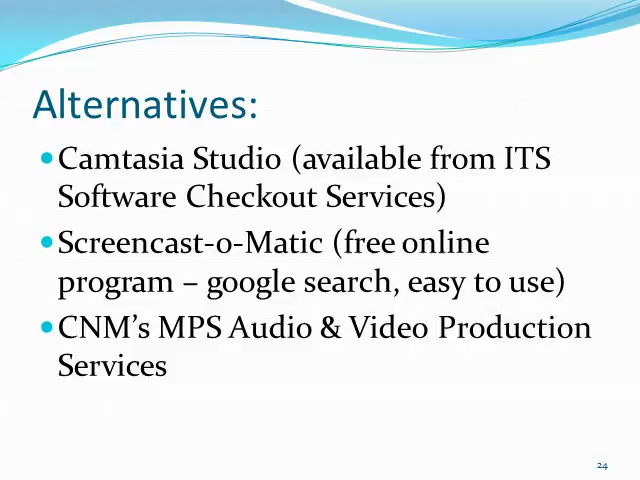 Alternatives:
•Camtasia Studio (available from ITS
Software Checkout Services)
•Screencast-o-Matic (free online
program – google search, easy to use)
•CNM’s MPS Audio & Video Production
Services
24